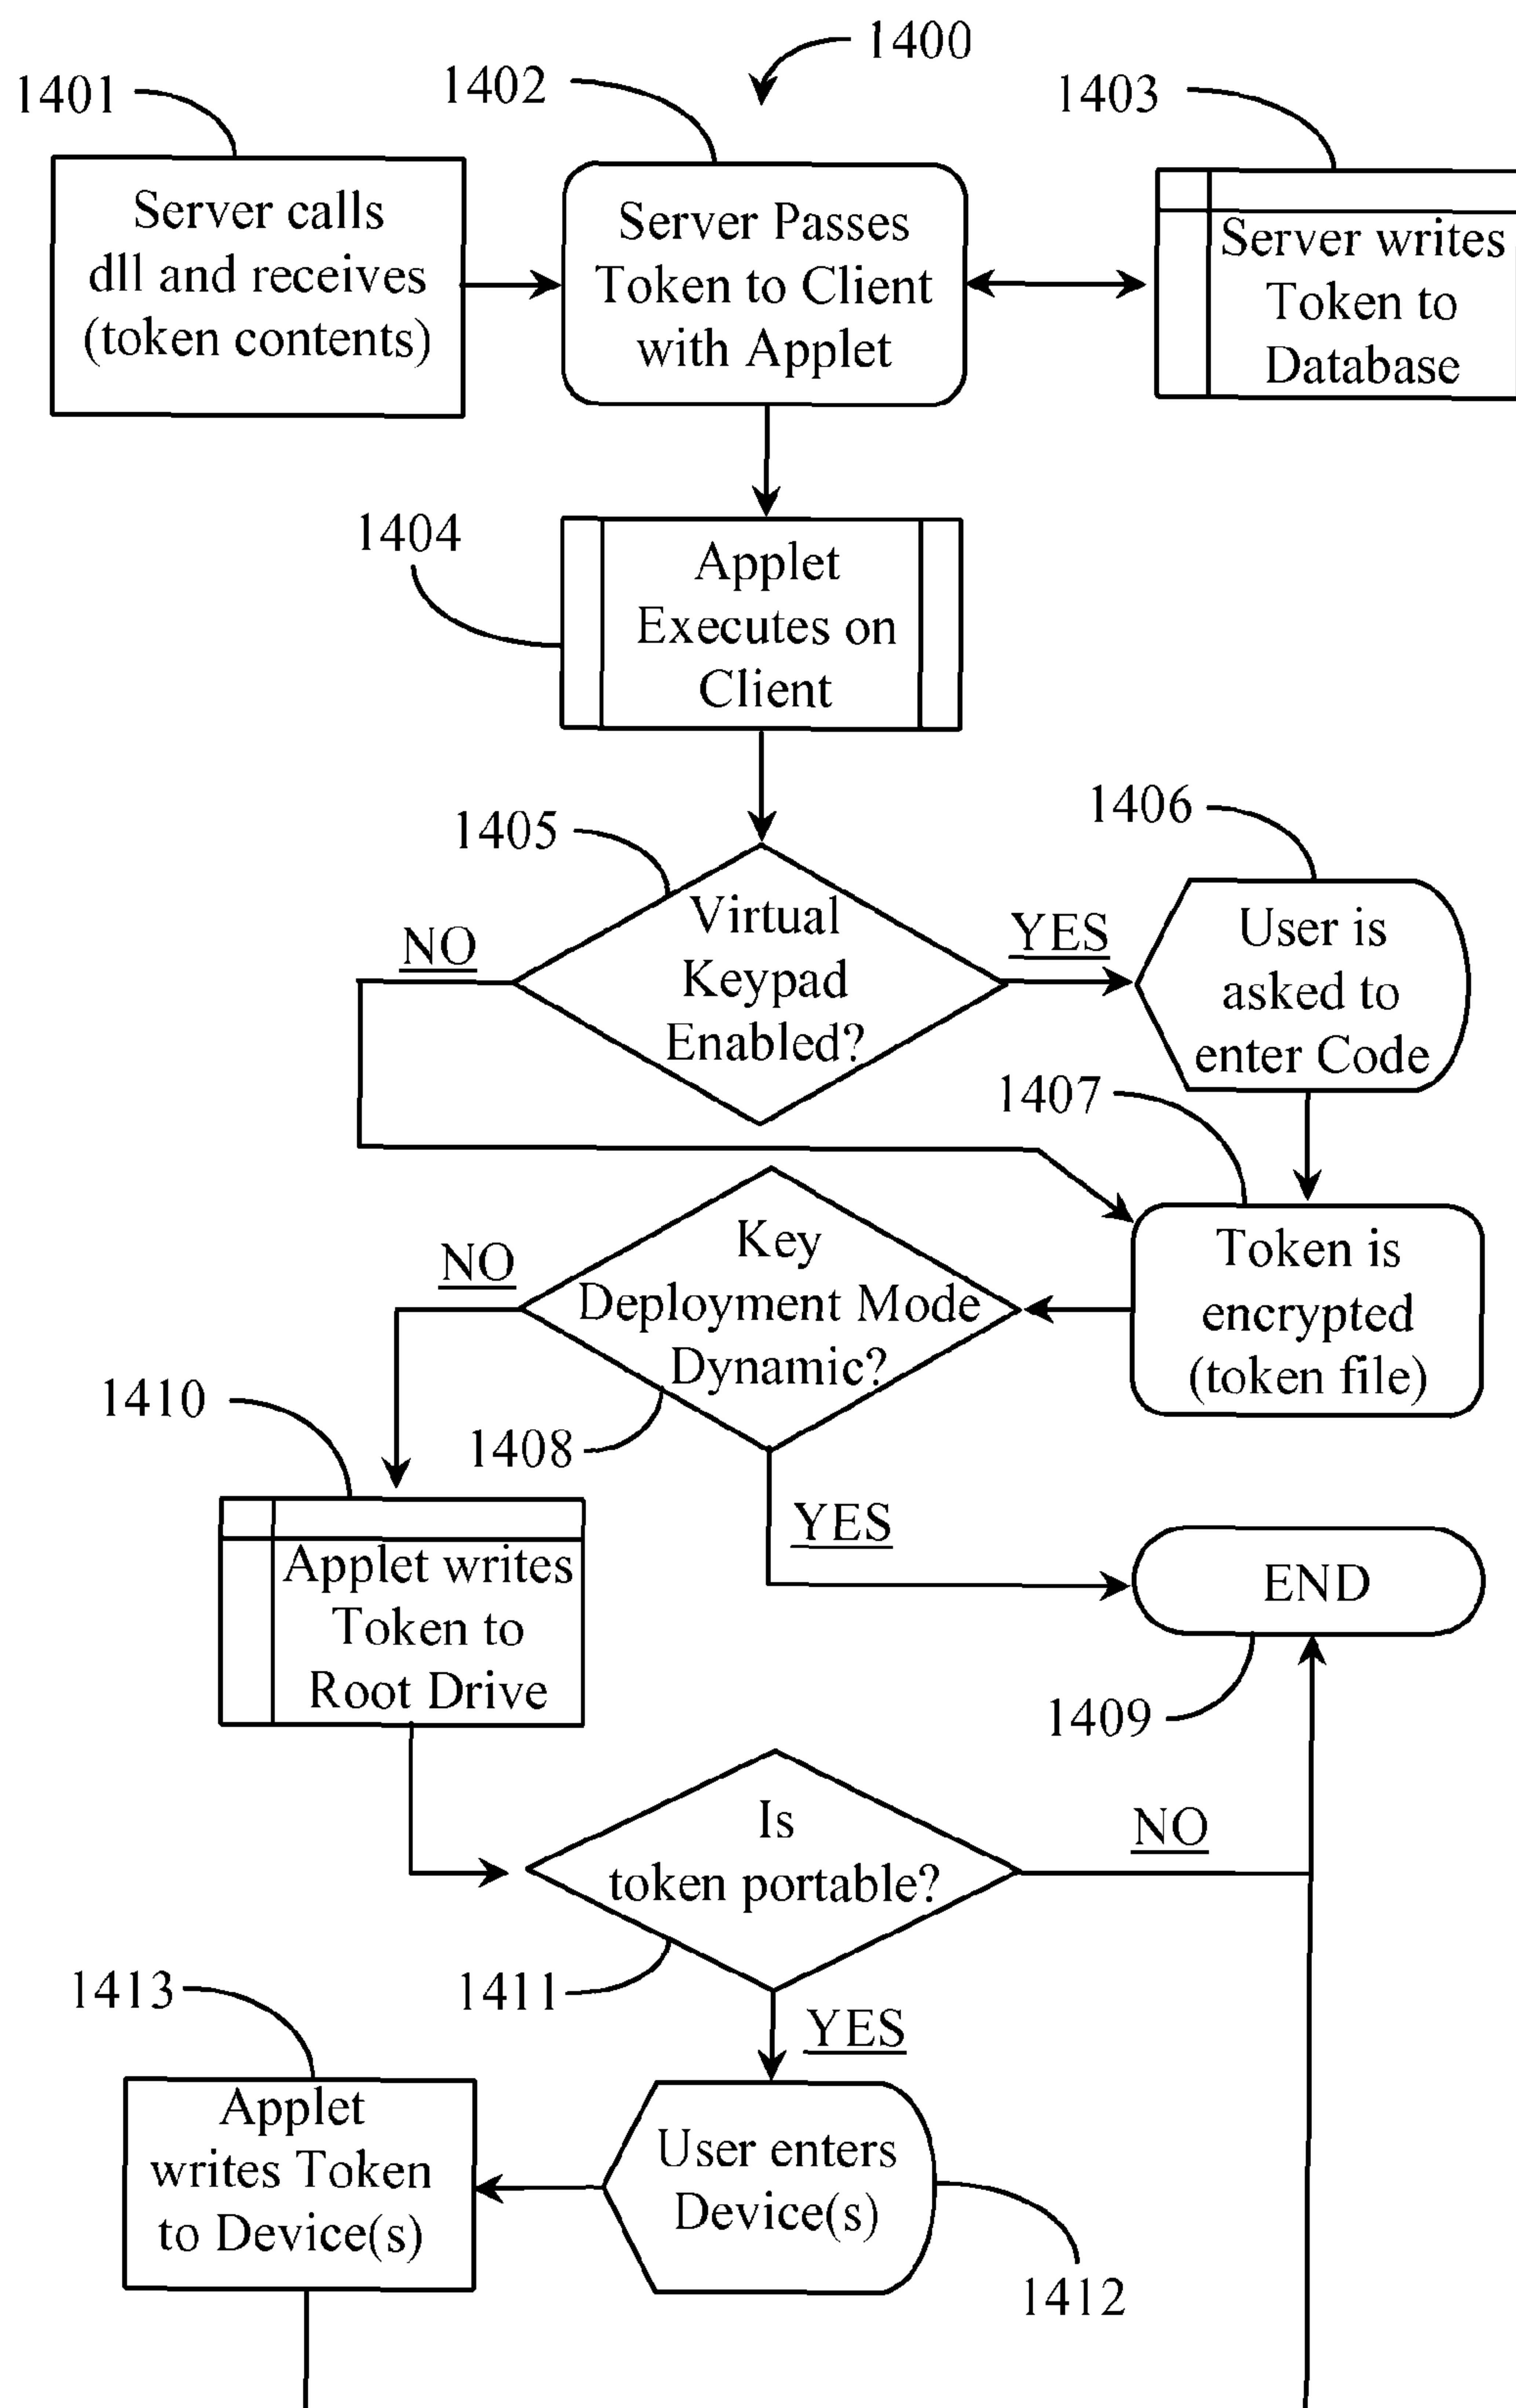 1400
1401
1402
1403
Server calls
dll and receives
(token contents)
Server Passes
Token to Client
with Applet
Server writes
Token to
Database
1404
Applet
Executes on
Client
1405
1406
Virtual
Keypad
Enabled?
NO
YES
User is
asked to
enter Code
1407
Key
Deployment Mode
Dynamic?
NO
Token is
encrypted
(token file)
1410
1408
YES
Applet writes
Token to
Root Drive
END
1409
Is
token portable?
NO
1411
1413
YES
Applet
writes Token
to Device(s)
User enters
Device(s)
1412